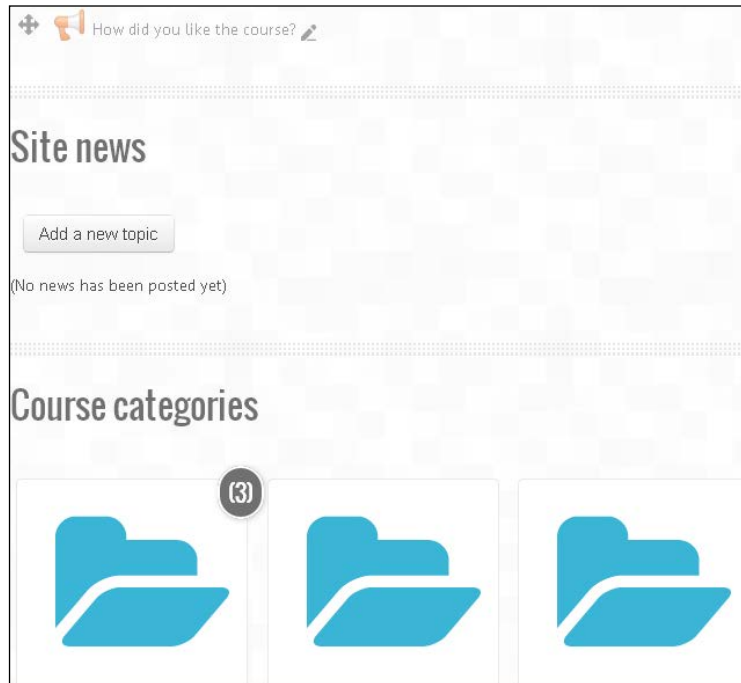 How did you like the course?
Site news
Add a new topic
(No news has been posted yet)
Course categories
(3)